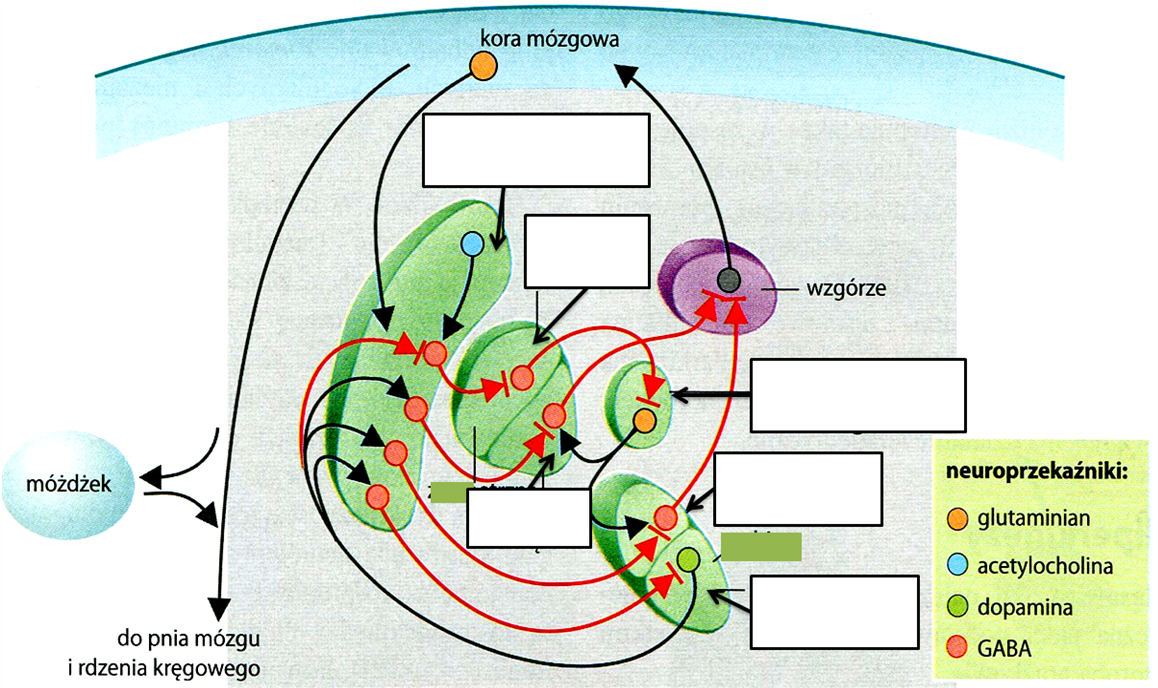 kora mózgowa
wzgórze
móżdżek
neuroprzekaźniki:
glutaminian
acetylocholina
dopamina
GABA
do pnia mózgu
i rdzenia kręgowego